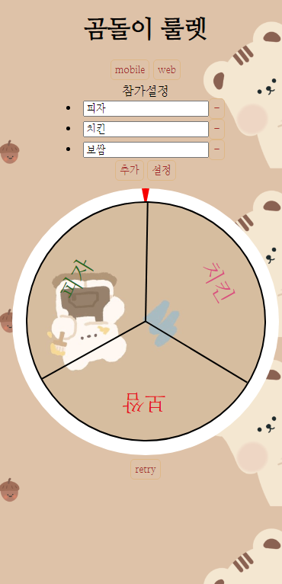 곰돌이 룰렛
mobile web
참가설정
피자 -
치킨 -
보쌈 -
추가 설정
피자
치킨
보쌈
retry